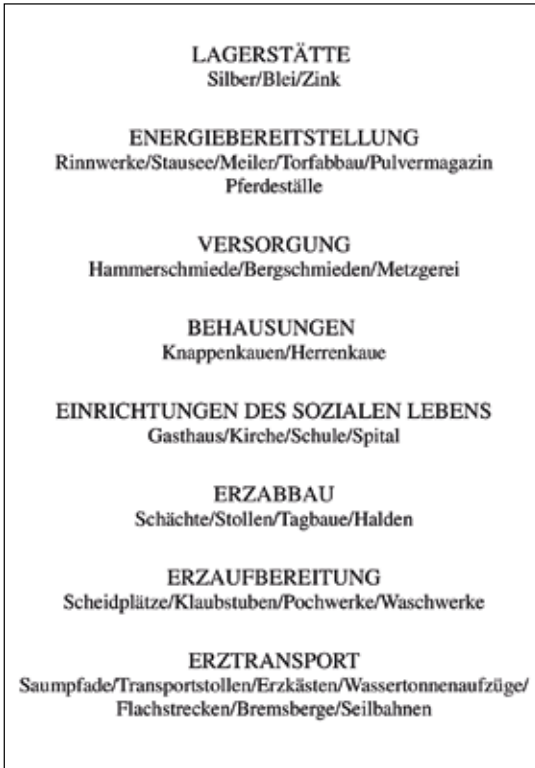 LAGERSTÄTTE
Silber/Blei/Zink
ENERGIEBEREITSTELLUNG
Rinnwerke/Stausee/Meiler/Torfabbau/Pulvermagazin
Pferdeställe
VERSORGUNG
Hammerschmiede/Bergschmieden/Metzgerei
BEHAUSUNGEN
Knappenkauen/Herrenkaue
EINRICHTUNGEN DES SOZIALEN LEBENS
Gasthaus/Kirche/Schule/Spital
ERZABBAU
Schächte/Stollen/Tagbaue/Halden
ERZAUFBEREITUNG
Scheidplätze/Klaubstuben/Pochwerke/Waschwerke
ERZTRANSPORT
Saumpfade/Transportstollen/Erzkästen/Wassertonnenaufzüge/
Flachstrecken/Bremsberge/Seilbahnen